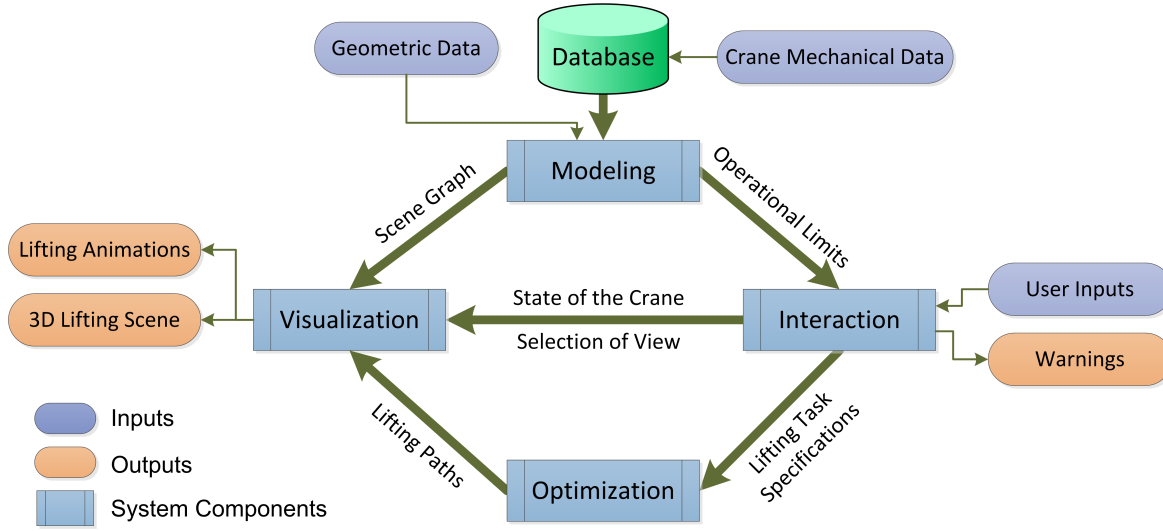 Geometric Data
Database
Crane Mechanical Data
Modeling
Scene Graph
Operational Limits
Lifting Animations
3D Lifting Scene
Visualization
State of the Crane
Selection of View
Interaction
User Inputs
Warnings
Lifting Paths
Lifting Task
Specifications
Optimization
Inputs
Outputs
System Components